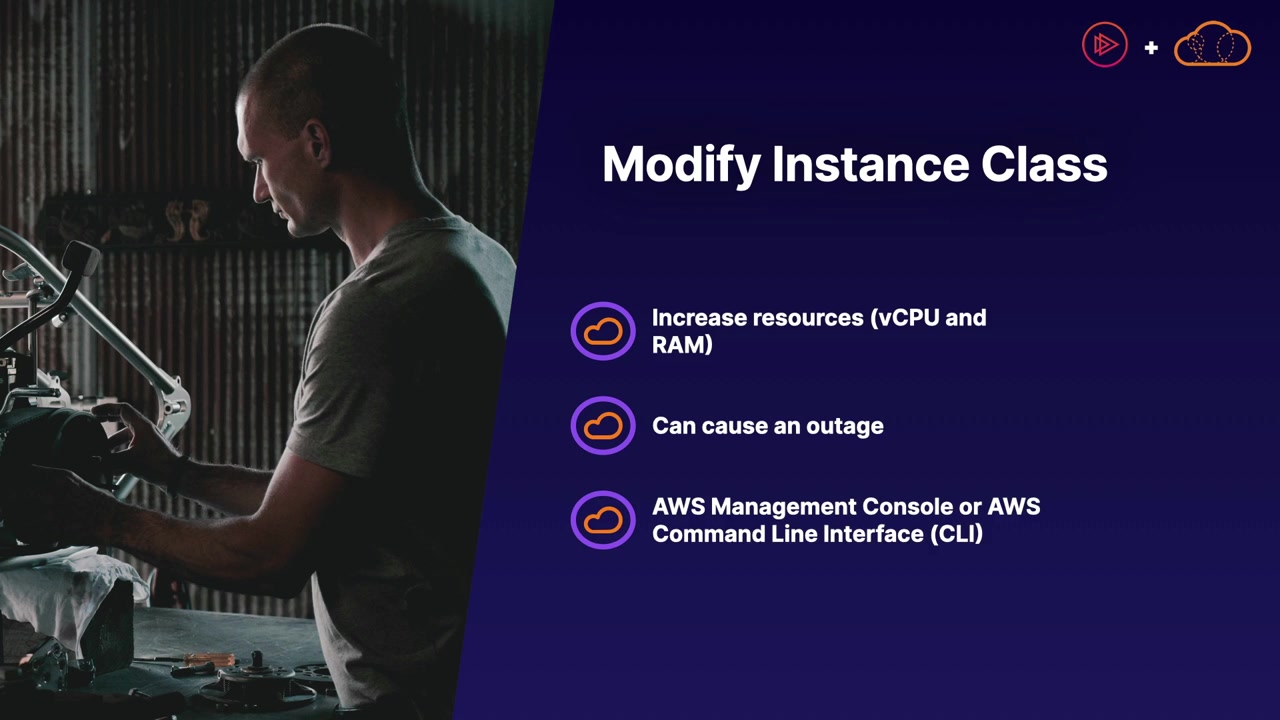 Modify Instance Class
Increase resources (vCPU and
RAM)
Can cause an outage
AWS Management Console or AWS
Command Line Interface (CLI)